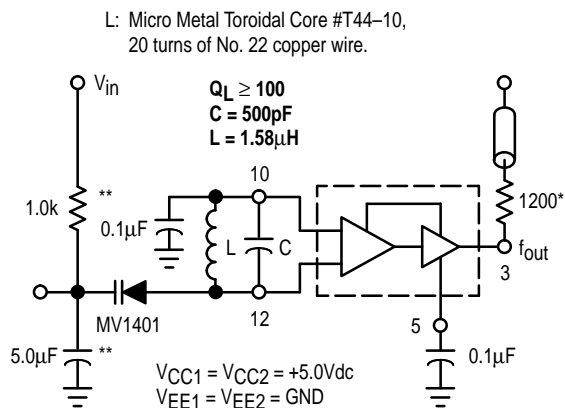 L: Micro Metal Toroidal Core #T44–10,
20 turns of No. 22 copper wire.
Vin
QL ≥ 100
C = 500pF
L = 1.58µH
10
1.0k
**
0.1µF
L
C
1200*
fout
3
12
MV1401
5
5.0µF
**
0.1µF
VCC1 = VCC2 = +5.0Vdc
VEE1 = VEE2 = GND